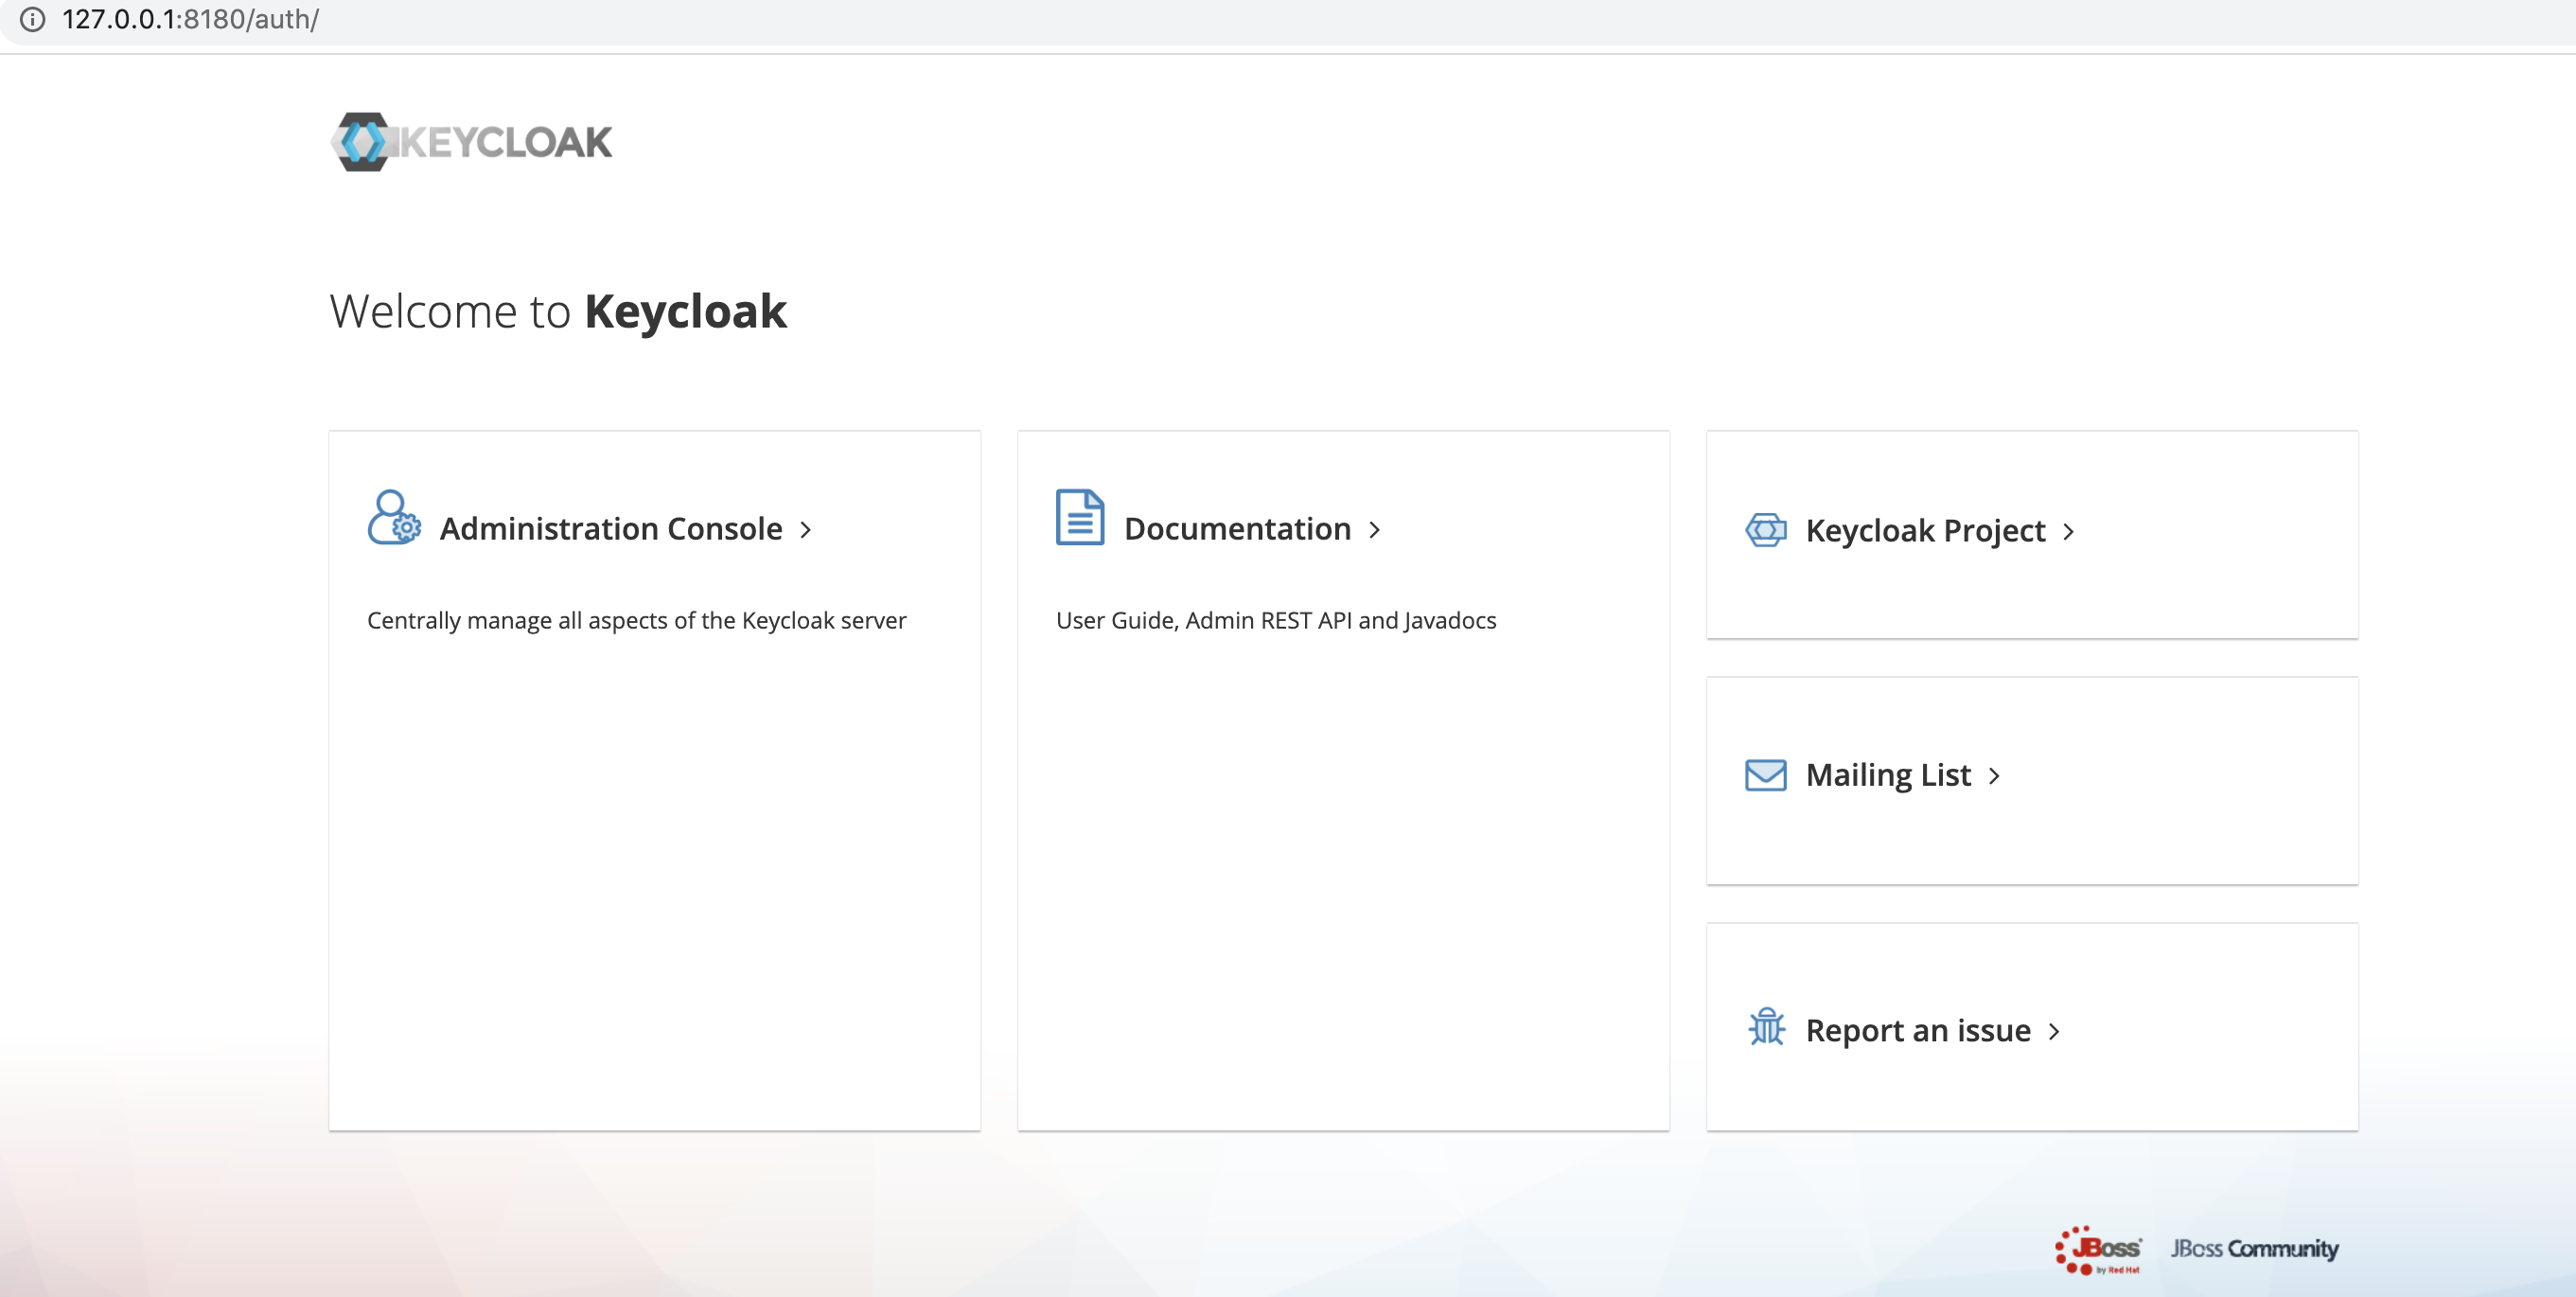 127.0.0.1:8180/auth/
KEYCLOAK
Welcome to Keycloak
Administration Console
Centrally manage all aspects of the Keycloak server
Documentation
User Guide, Admin REST API and Javadocs
Keycloak Project
Mailing List
Report an issue
JBoss
by Red Hat
JBoss Community